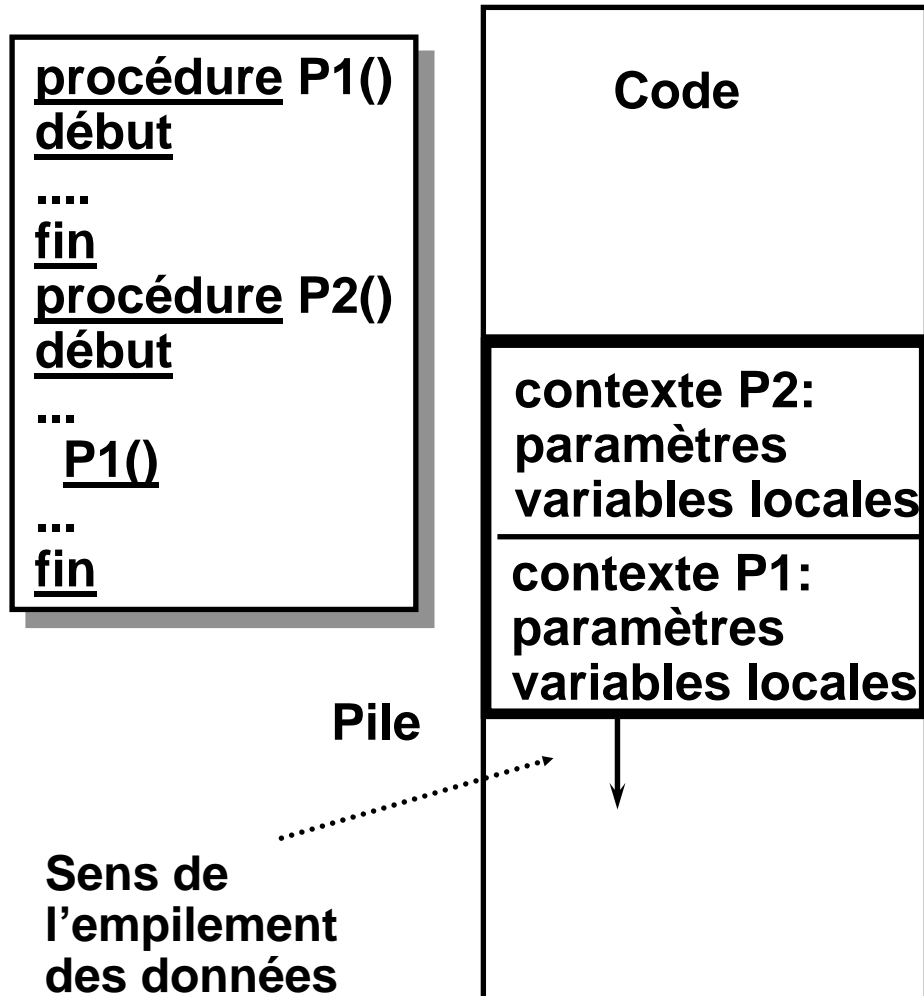 procédure P1()
début
....
fin
procédure P2()
début
...
P1()
...
fin
Code
contexte P2:
paramètres
variables locales
contexte P1:
paramètres
variables locales
Pile
Sens de
l’empilement
des données